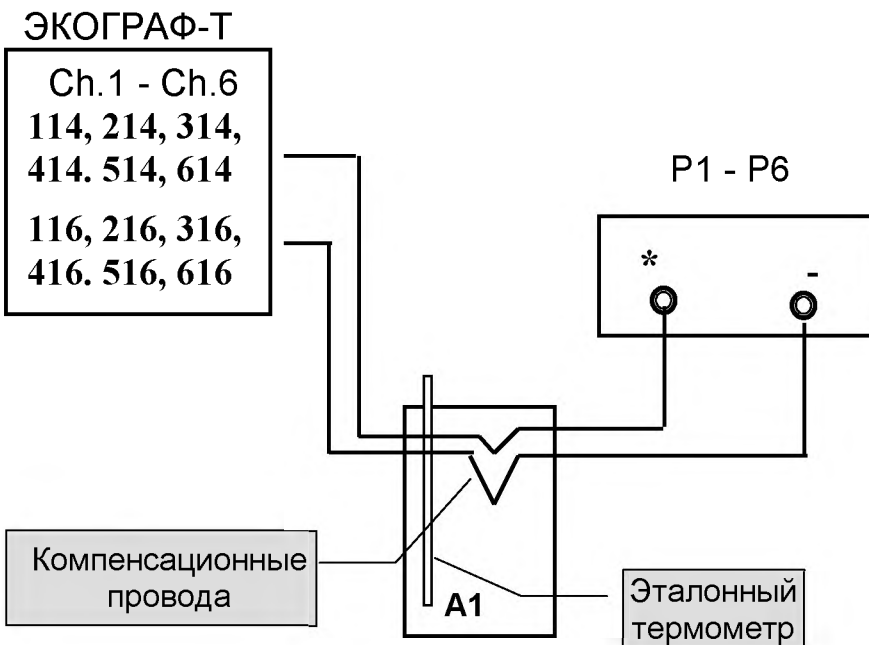 ЭКОГРАФ-Т
Ch.1 - Ch.6
114, 214, 314,
414. 514, 614
116, 216, 316,
416. 516, 616
P1 - P6
* -
Компенсационные
провода
A1
Эталонный
термометр